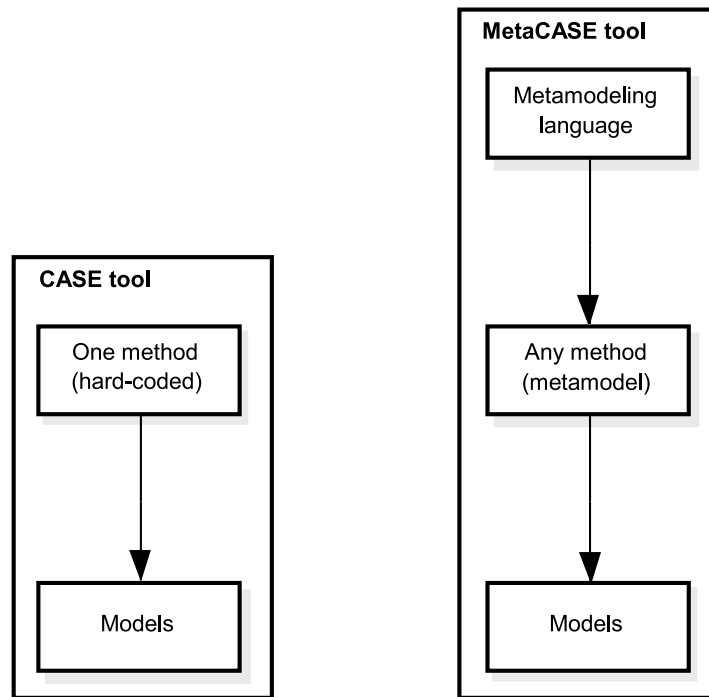 MetaCASE tool
Metamodeling
language
CASE tool
One method
(hard-coded)
Any method
(metamodel)
Models
Models